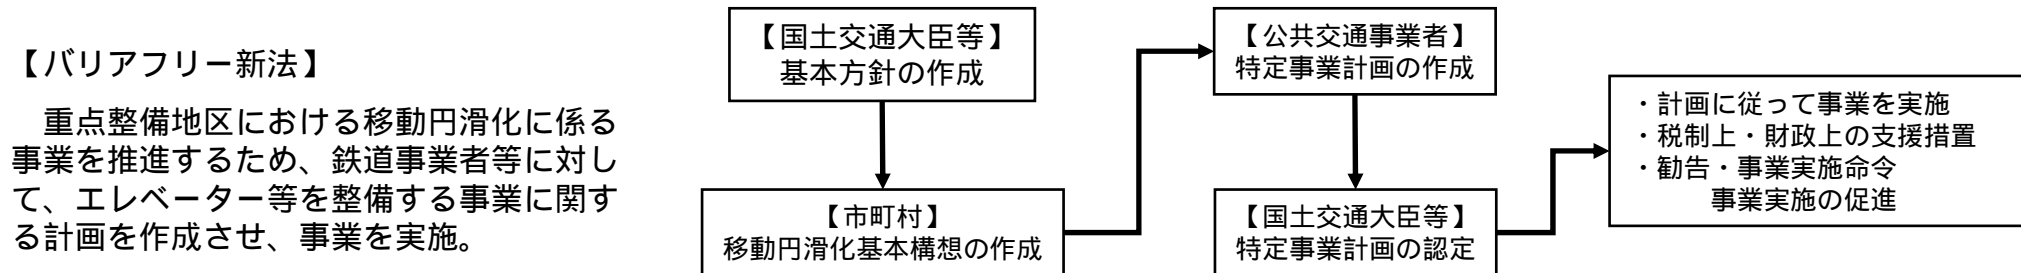 【バリアフリー新法】
　重点整備地区における移動円滑化に係る
事業を推進するため、鉄道事業者等に対し
て、エレベーター等を整備する事業に関す
る計画を作成させ、事業を実施。
【国土交通大臣等】
基本方針の作成
【市町村】
移動円滑化基本構想の作成
【公共交通事業者】
特定事業計画の作成
【国土交通大臣等】
特定事業計画の認定
・計画に従って事業を実施
・税制上・財政上の支援措置
・勧告・事業実施命令
事業実施の促進